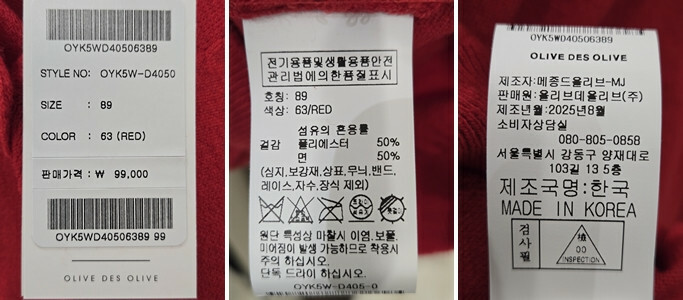 OYK5WD40506389
STYLE NO: OYK5W-D4050
SIZE : 89
COLOR : 63 (RED)
판매가격 : ₩ 99,000
OYK5WD40506389 99
OLIVE DES OLIVE
전기용품및생활용품안전
관리법에의한품질표시
호칭: 89
색상: 63/RED
섬유의 혼용률
겉감 폴리에스터 50%
면 50%
(심지,보강재,상표,무늬,밴드,
레이스,자수,장식 제외)
원단 특성상 마찰시 이염,보풀,
미어짐이 발생 가능하므로 착용시
주의 하십시오.
단독 드라이 하십시오.
OYK5W-D405-0
OYK5WD40506389
OLIVE DES OLIVE
제조자:메종드올리브-MJ
판매원:올리브데올리브(주)
제조년월:2025년8월
소비자상담실
080-805-0858
서울특별시 강동구 양재대로
103길 13 5층
제조국명:한국
MADE IN KOREA
검사필
檢
00
INSPECTION